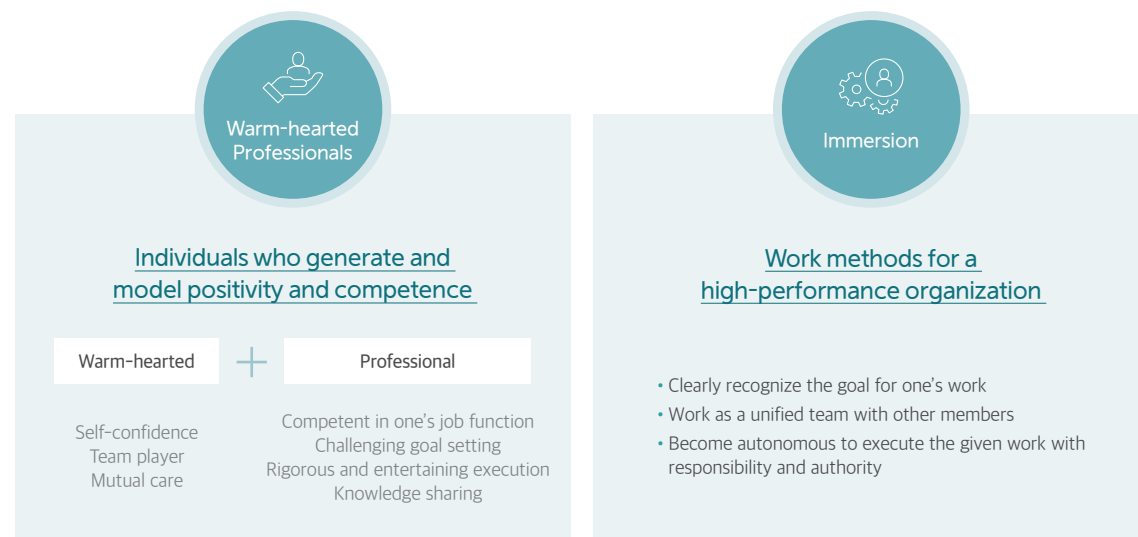 Warm-hearted
Professionals
Individuals who generate and
model positivity and competence
Warm-hearted
Professional
Self-confidence
Team player
Mutual care
Competent in one's job function
Challenging goal setting
Rigorous and entertaining execution
Knowledge sharing
Immersion
Work methods for a
high-performance organization
• Clearly recognize the goal for one's work
• Work as a unified team with other members
• Become autonomous to execute the given work with
responsibility and authority